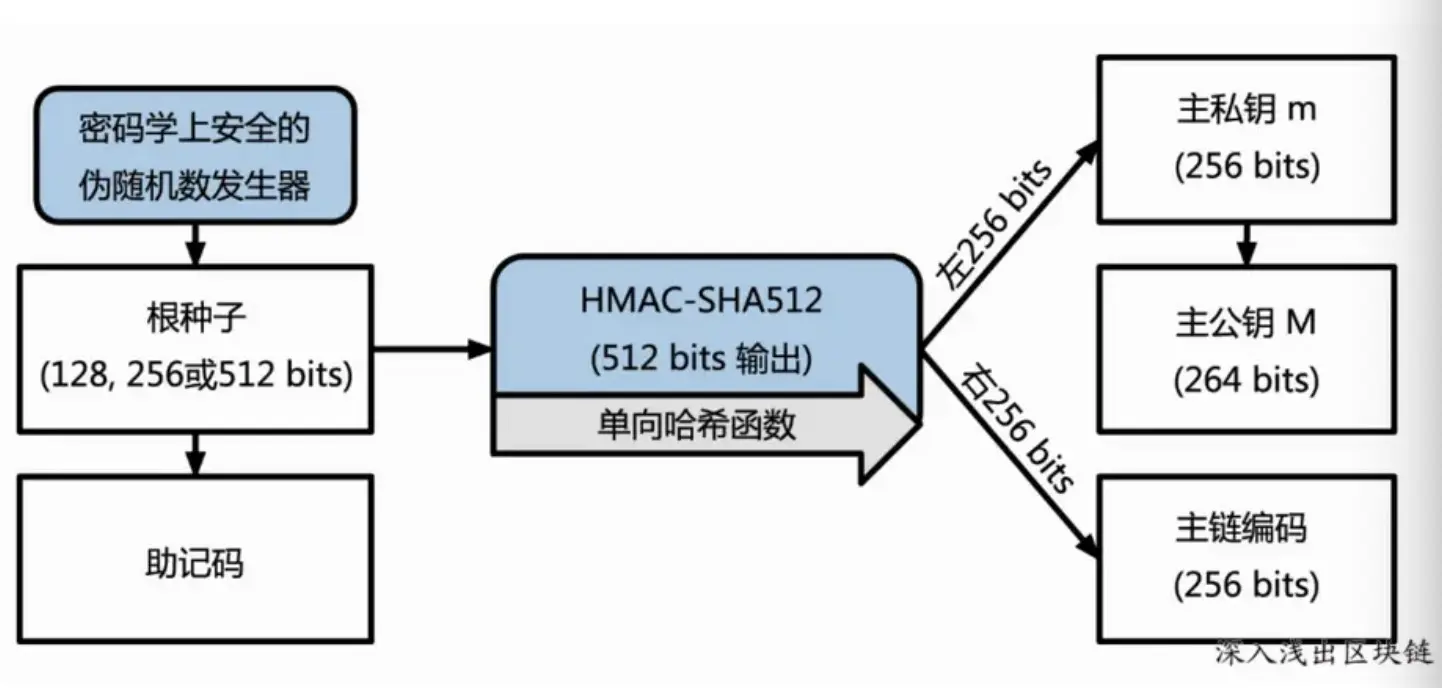 密码学上安全的
伪随机数发生器
根种子
(128, 256或512 bits)
助记码
HMAC-SHA512
(512 bits 输出)
单向哈希函数
左256 bits
右256 bits
主私钥 m
(256 bits)
主公钥 M
(264 bits)
主链编码
(256 bits)
深入浅出区块链